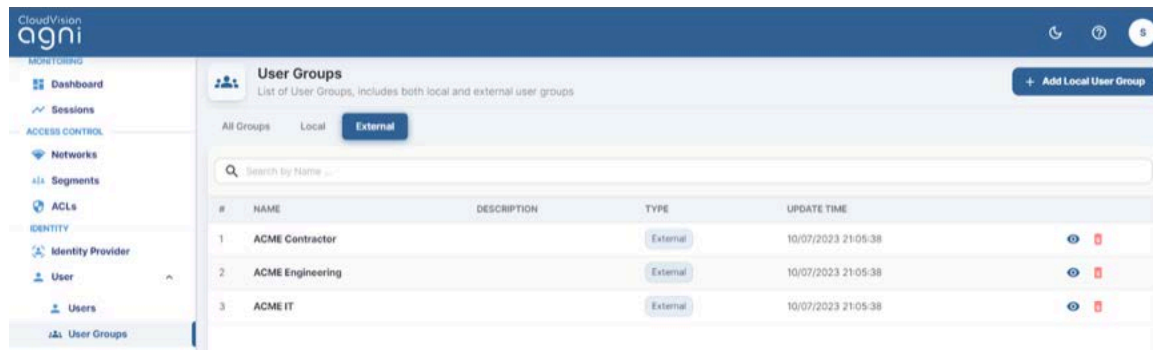 CloudVision
agni
S
MONITORING
Dashboard
Sessions
ACCESS CONTROL
Networks
Segments
ACLs
IDENTITY
Identity Provider
User
Users
User Groups
User Groups
List of User Groups, includes both local and external user groups
+ Add Local User Group
All Groups Local External
Search by Name ...
# NAME DESCRIPTION TYPE UPDATE TIME
1 ACME Contractor External 10/07/2023 21:05:38
2 ACME Engineering External 10/07/2023 21:05:38
3 ACME IT External 10/07/2023 21:05:38